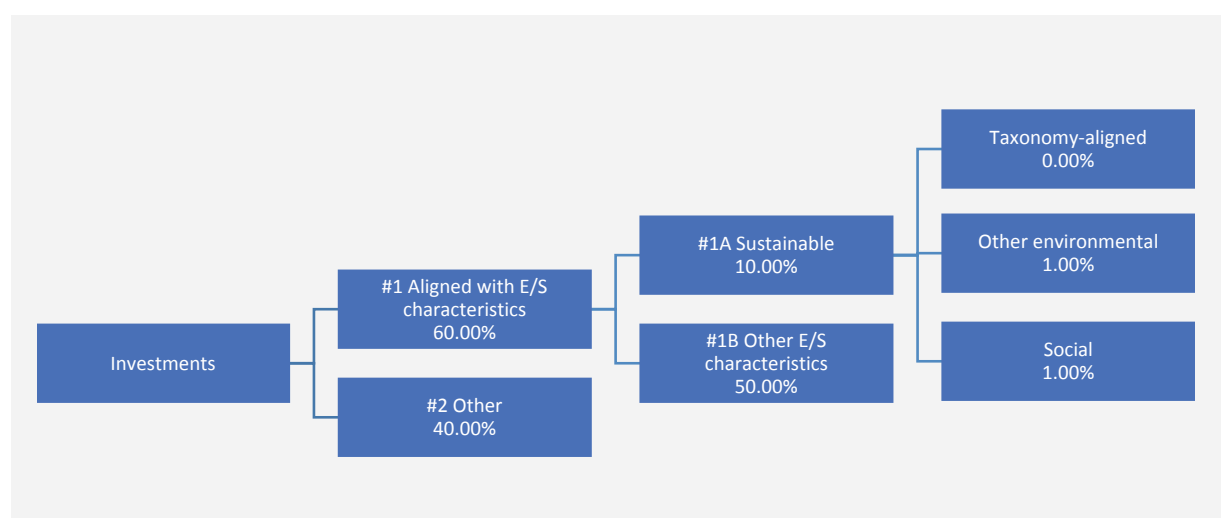 Investments
#1 Aligned with E/S
characteristics
60.00%
#2 Other
40.00%
#1A Sustainable
10.00%
#1B Other E/S
characteristics
50.00%
Taxonomy-aligned
0.00%
Other environmental
1.00%
Social
1.00%